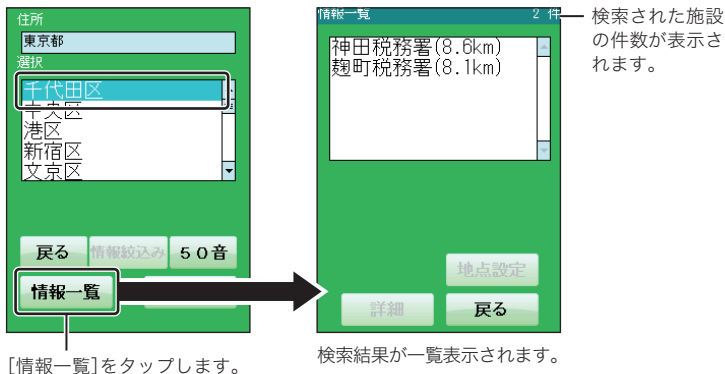 住所
東京都
選択
千代田区
中央区
港区
新宿区
文京区
戻る
情報絞込み
50音
情報一覧
[情報一覧]をタップします。
情報一覧
2 件
神田税務署(8.6km)
麹町税務署(8.1km)
地点設定
詳細
戻る
検索結果が一覧表示されます。
検索された施設
の件数が表示さ
れます。